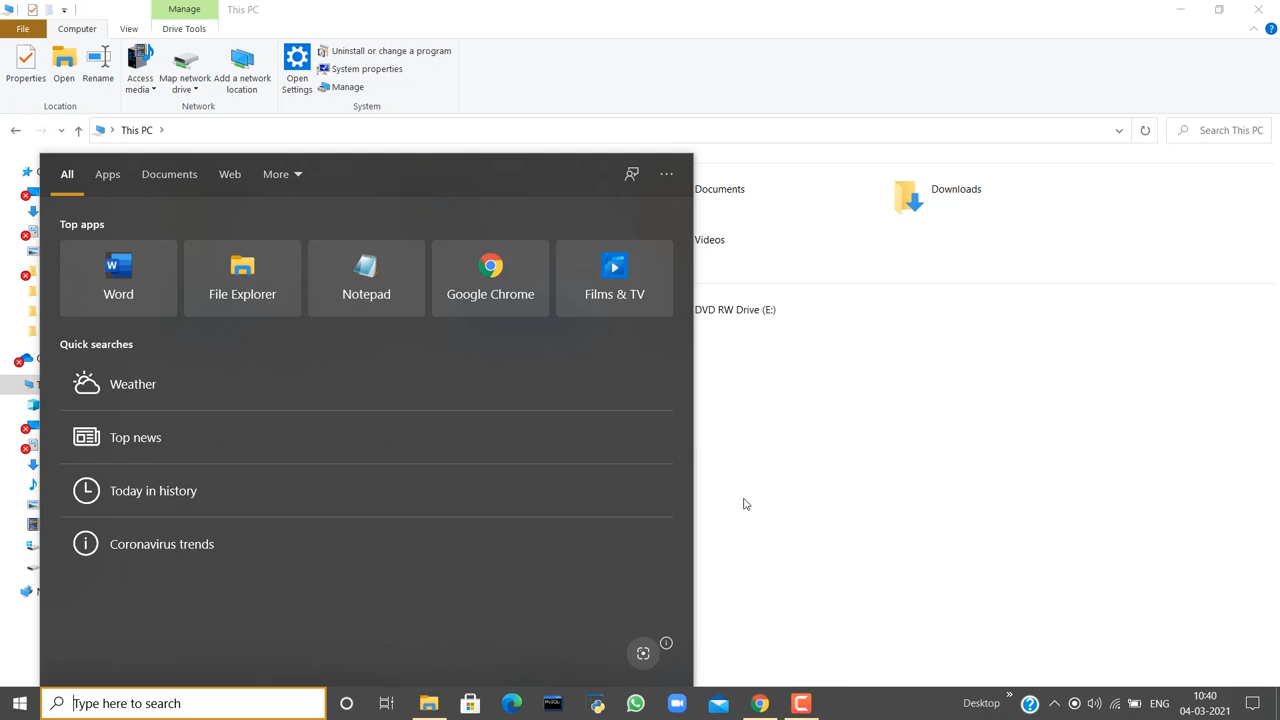 Manage
This PC
File
Computer
View
Drive Tools
Properties
Open
Rename
Access media
Map network drive
Add a network location
Open Settings
Uninstall or change a program
System properties
Manage
Location
Network
System
This PC
Search This PC
All
Apps
Documents
Web
More
Documents
Downloads
Videos
DVD RW Drive (E:)
Top apps
Word
File Explorer
Notepad
Google Chrome
Films & TV
Quick searches
Weather
Top news
Today in history
Coronavirus trends
Type here to search
Desktop
ENG
10:40
04-03-2021